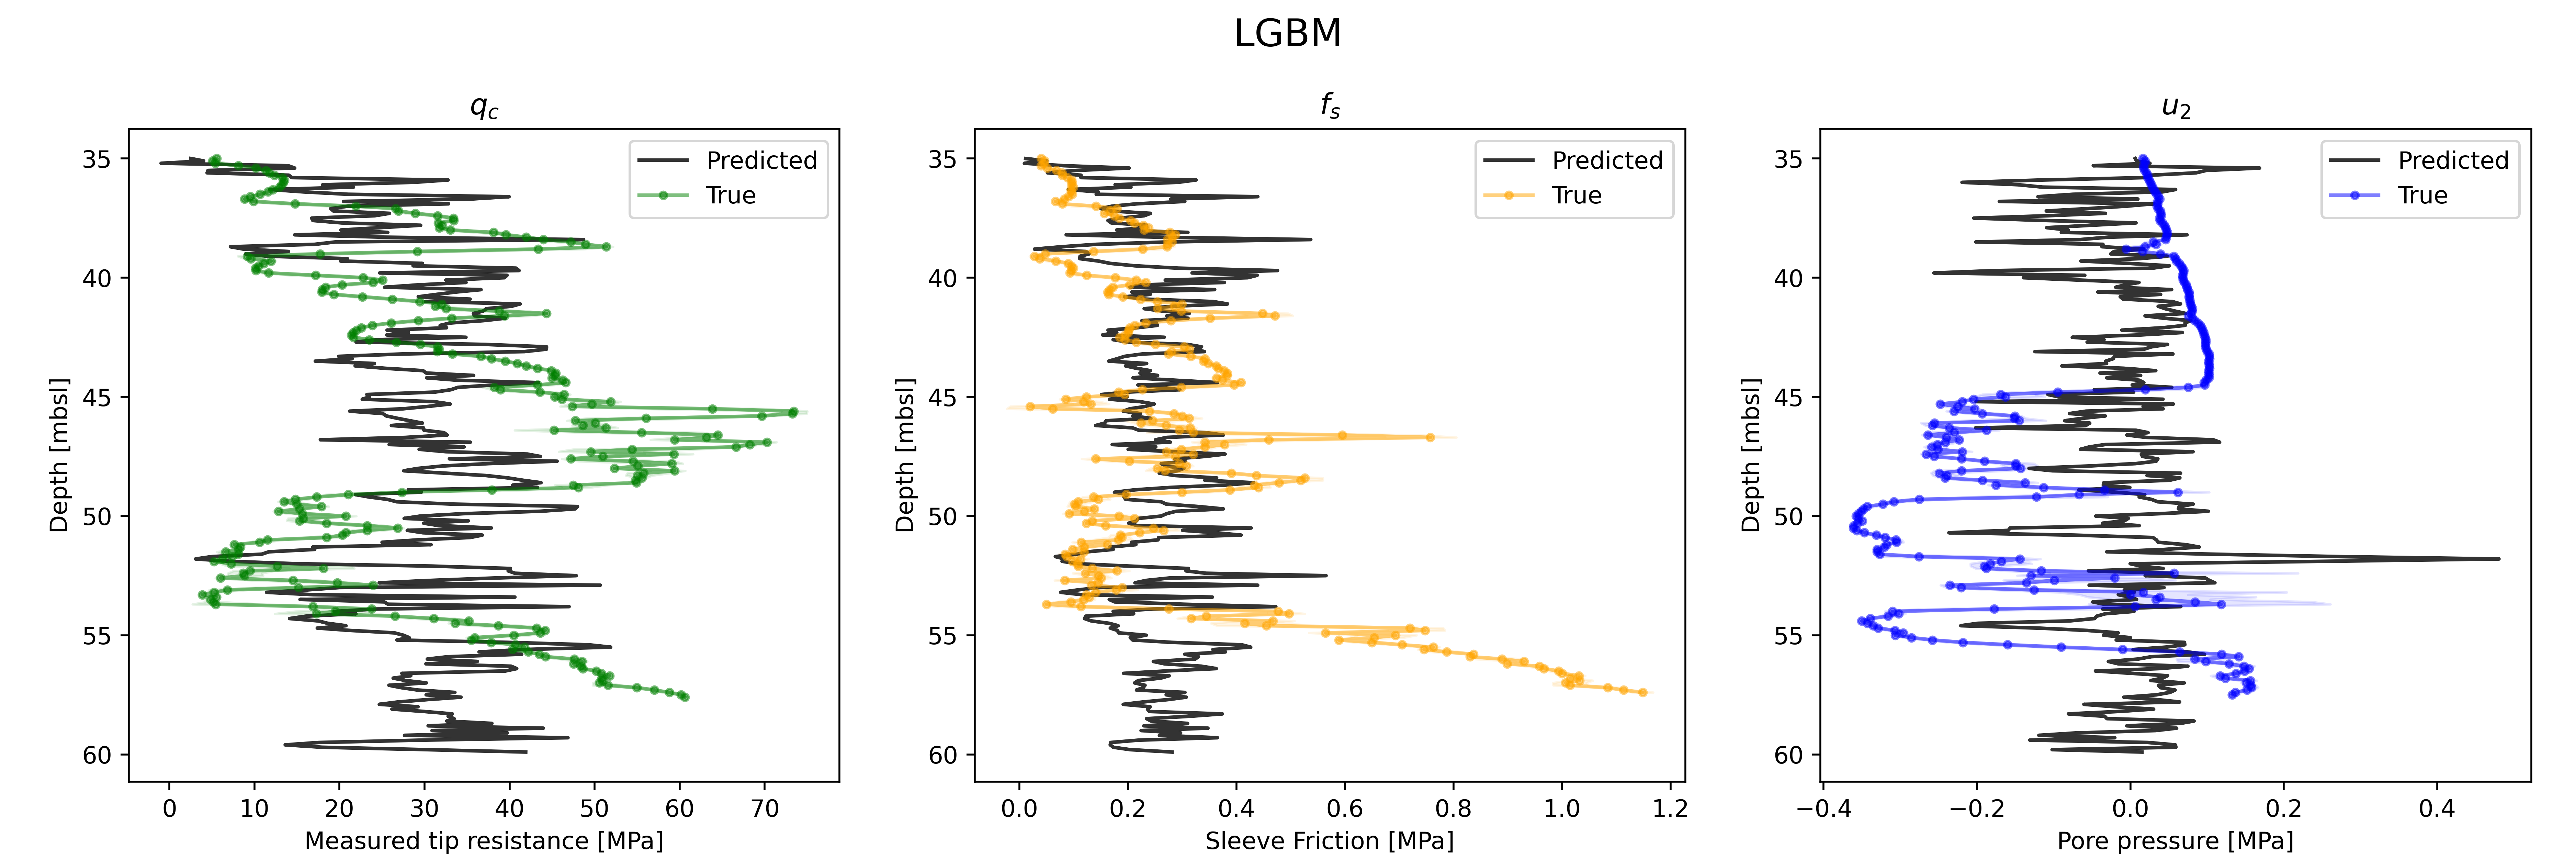 LGBM
q_c
Predicted
True
35
40
45
50
55
60
Depth [mbsl]
0 10 20 30 40 50 60 70
Measured tip resistance [MPa]
f_s
Predicted
True
35
40
45
50
55
60
Depth [mbsl]
0.0 0.2 0.4 0.6 0.8 1.0 1.2
Sleeve Friction [MPa]
u_2
Predicted
True
35
40
45
50
55
60
Depth [mbsl]
−0.4 −0.2 0.0 0.2 0.4
Pore pressure [MPa]